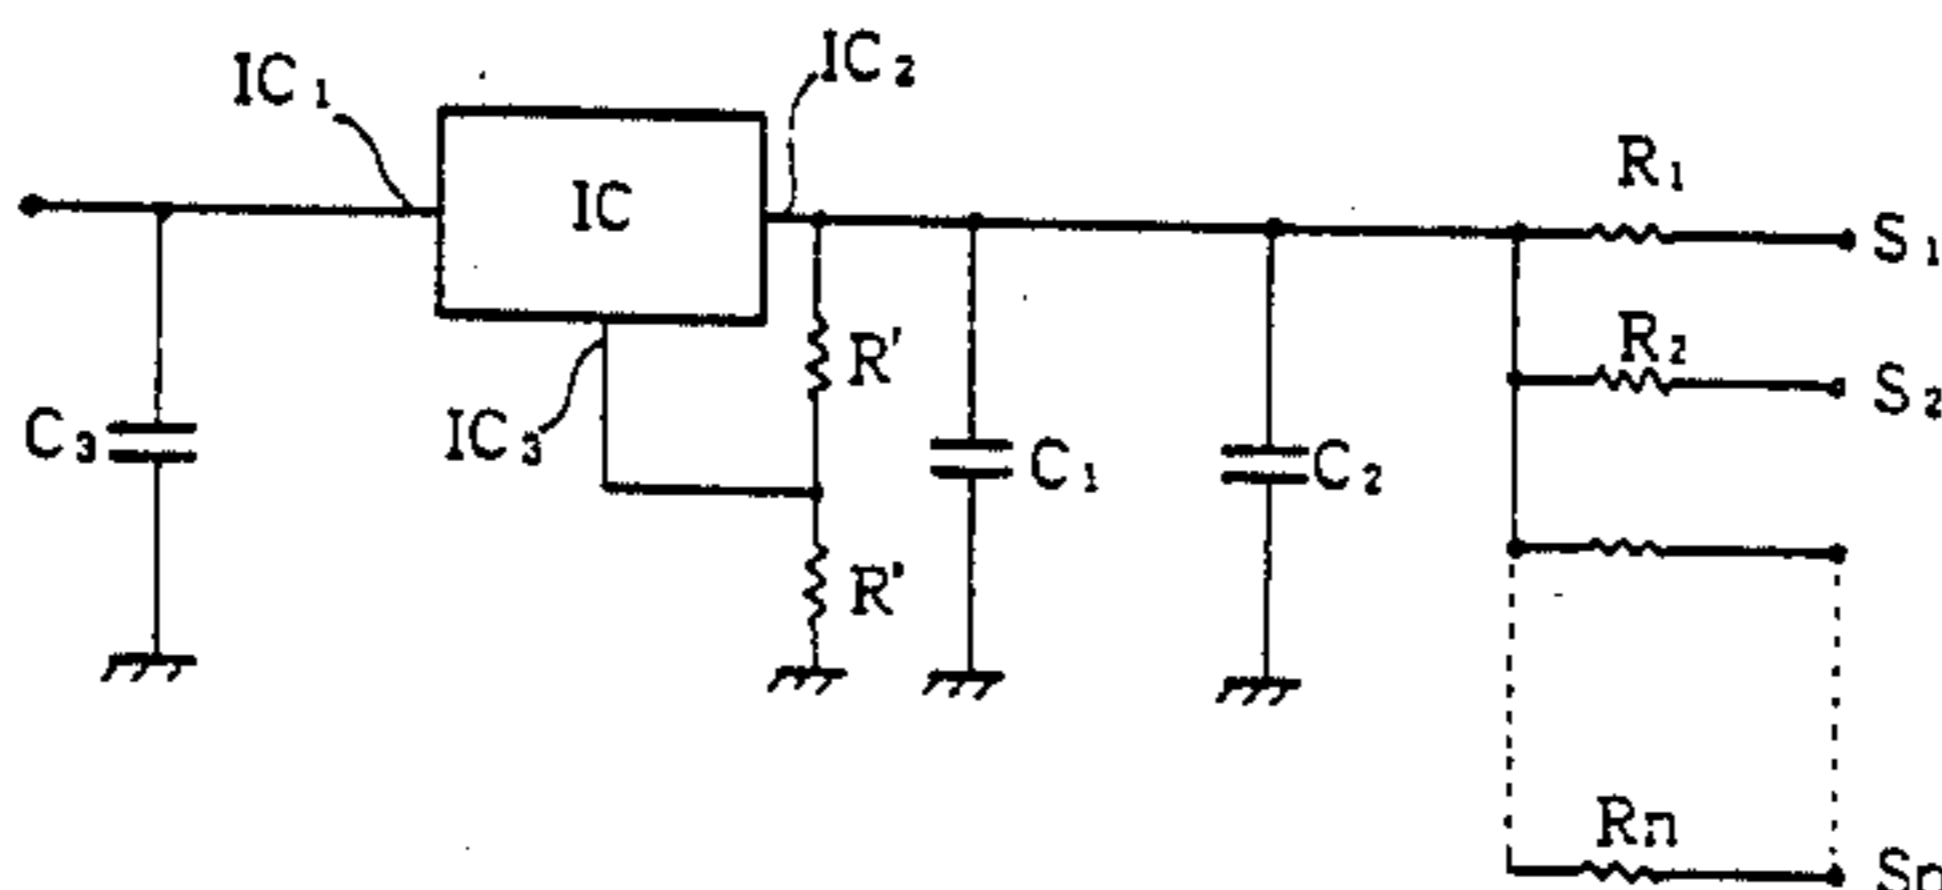 IC₁
IC₂
IC
R₁
S₁
R₂
S₂
R'
C₃
IC₃
C₁
C₂
R'
Rn
Sn